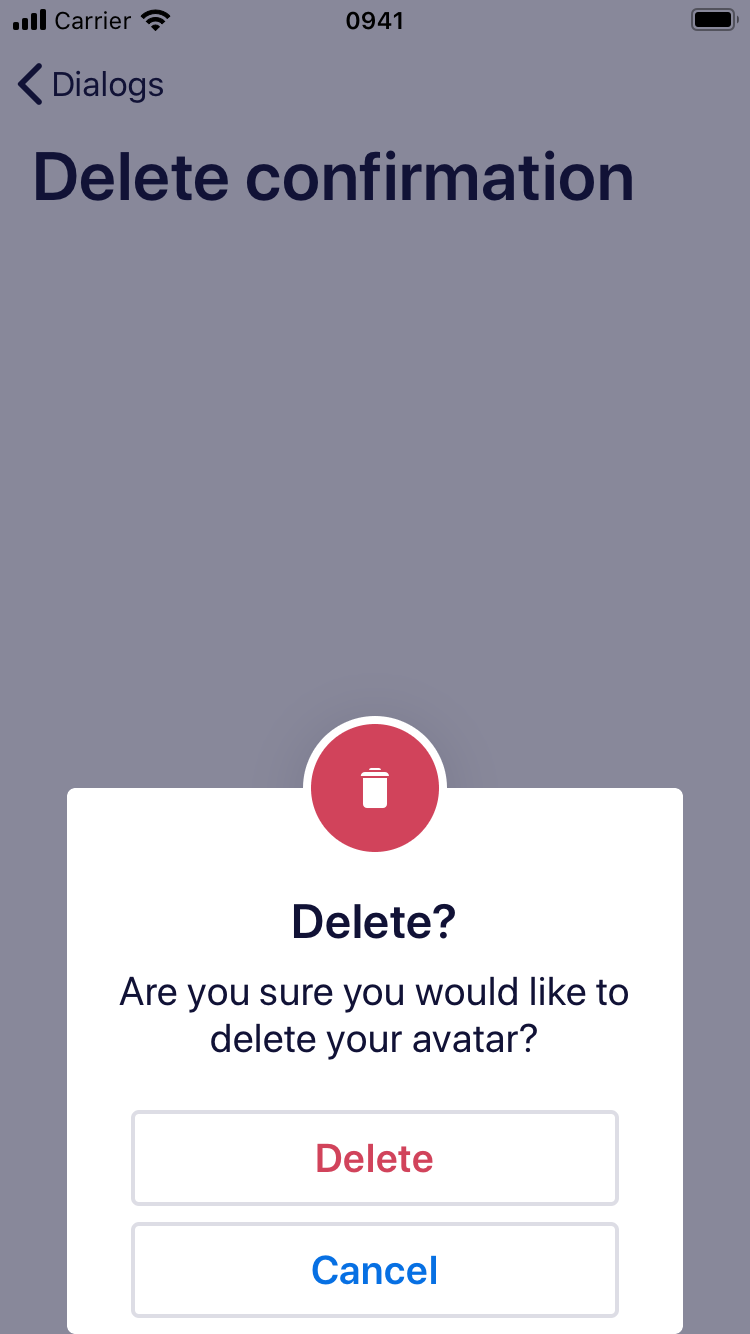 Carrier
0941
Dialogs
Delete confirmation
Delete?
Are you sure you would like to
delete your avatar?
Delete
Cancel